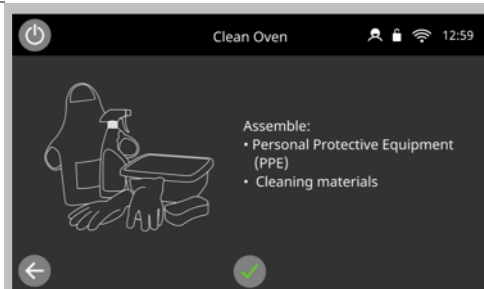 Clean Oven
12:59
Assemble:
• Personal Protective Equipment
(PPE)
• Cleaning materials